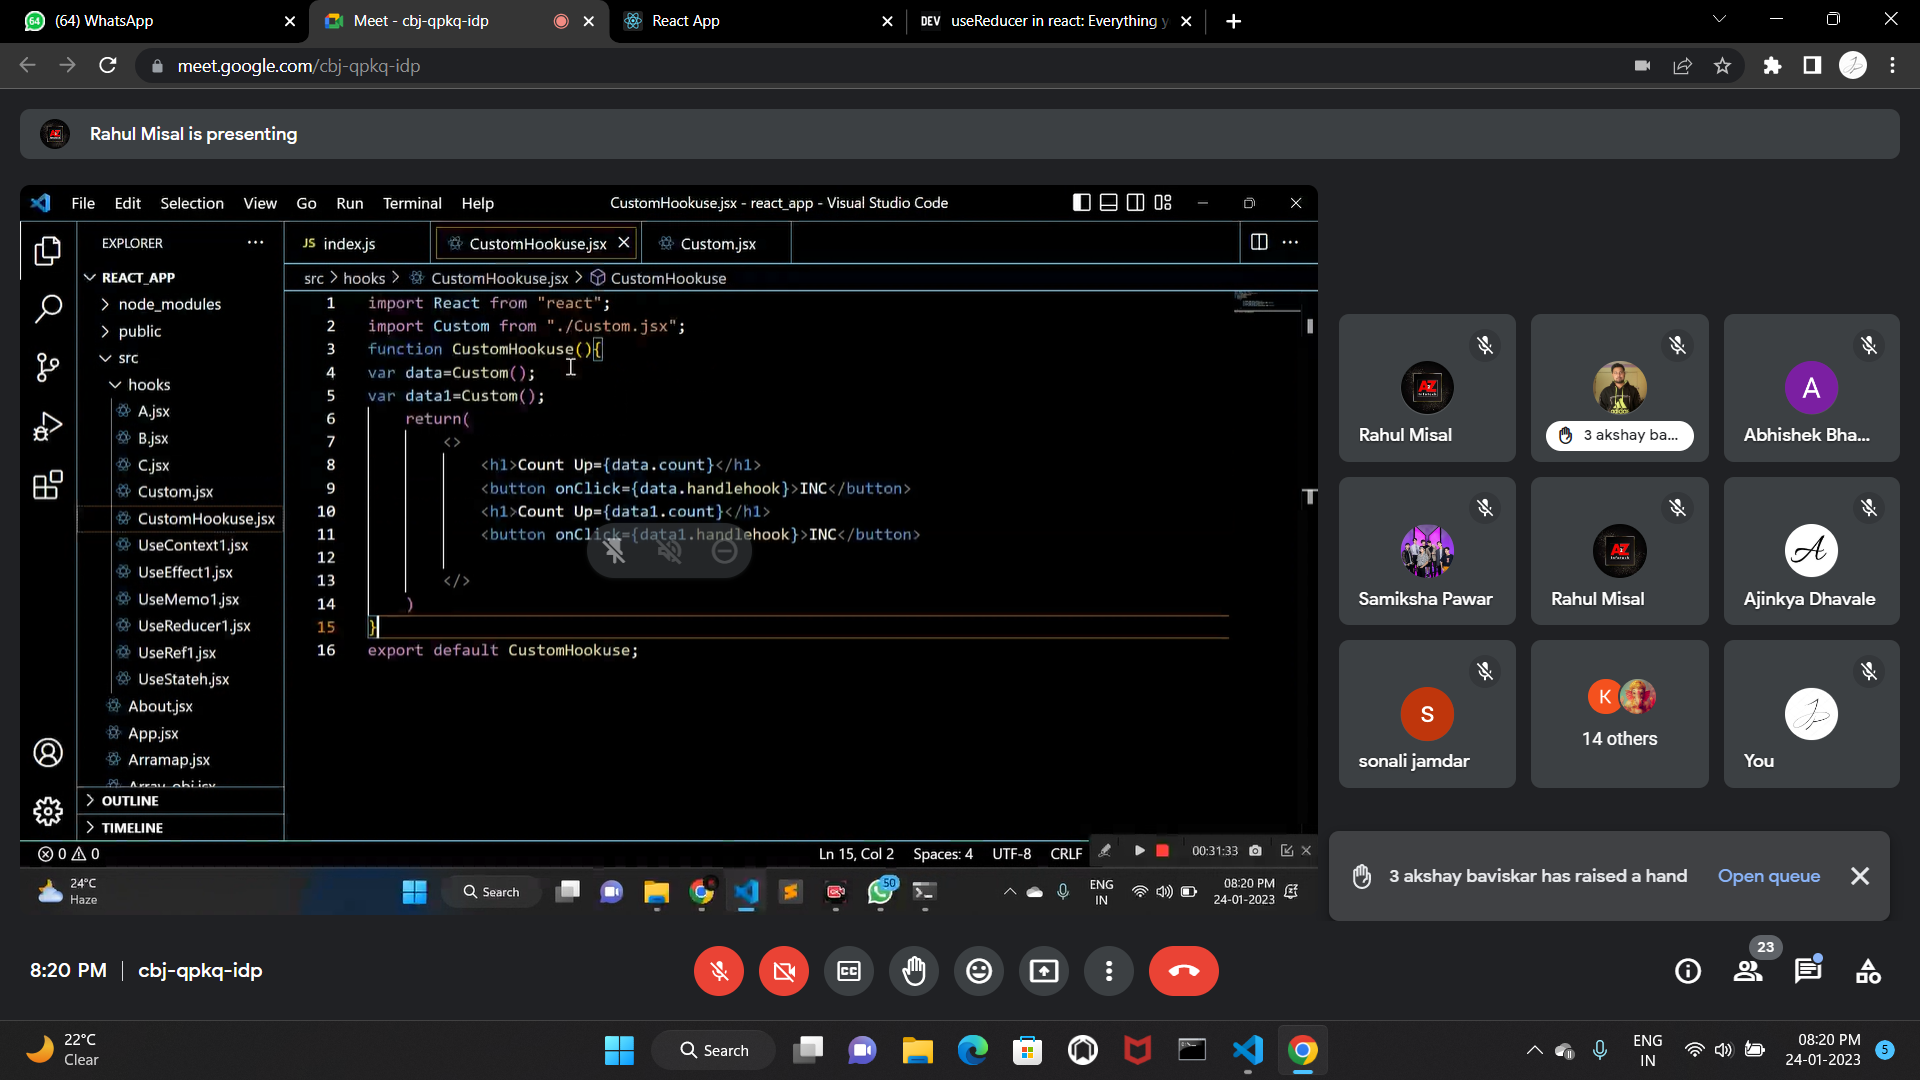 64
(64) WhatsApp
Meet - cbj-qpkq-idp
React App
DEV
useReducer in react: Everything y
meet.google.com/cbj-qpkq-idp
Rahul Misal is presenting
File Edit Selection View Go Run Terminal Help
CustomHookuse.jsx - react_app - Visual Studio Code
EXPLORER
JS index.js
CustomHookuse.jsx
Custom.jsx
src > hooks > CustomHookuse.jsx > CustomHookuse
REACT_APP
node_modules
public
src
hooks
A.jsx
B.jsx
C.jsx
Custom.jsx
CustomHookuse.jsx
UseContext1.jsx
UseEffect1.jsx
UseMemo1.jsx
UseReducer1.jsx
UseRef1.jsx
UseStateh.jsx
About.jsx
App.jsx
Arramap.jsx
Array_obj.jsx
OUTLINE
TIMELINE
1 import React from "react";
2 import Custom from "./Custom.jsx";
3 function CustomHookuse(){
4 var data=Custom();
5 var data1=Custom();
6 return(
7 <>
8 <h1>Count Up={data.count}</h1>
9 <button onClick={data.handlehook}>INC</button>
10 <h1>Count Up={data1.count}</h1>
11 <button onClick={data1.handlehook}>INC</button>
12
13 </>
14 )
15 }
16 export default CustomHookuse;
0 0
Ln 15, Col 2 Spaces: 4 UTF-8 CRLF
00:31:33
24°C
Haze
Search
50
ENG
IN
08:20 PM
24-01-2023
Rahul Misal
3 akshay ba...
A
Abhishek Bha...
Samiksha Pawar
AZ
Rahul Misal
A
Ajinkya Dhavale
S
sonali jamdar
K
14 others
You
3 akshay baviskar has raised a hand
Open queue
8:20 PM | cbj-qpkq-idp
CC
23
22°C
Clear
Search
ENG
IN
08:20 PM
24-01-2023
5